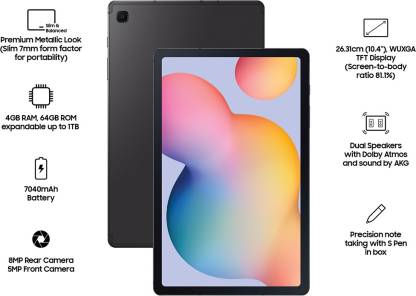 Slim &
Balanced
Premium Metallic Look
(Slim 7mm form factor
for portability)
4GB RAM, 64GB ROM
expandable up to 1TB
7040mAh
Battery
8MP Rear Camera
5MP Front Camera
26.31cm (10.4"), WUXGA
TFT Display
(Screen-to-body
ratio 81.1%)
Dual Speakers
with Dolby Atmos
and sound by AKG
Precision note
taking with S Pen
in box